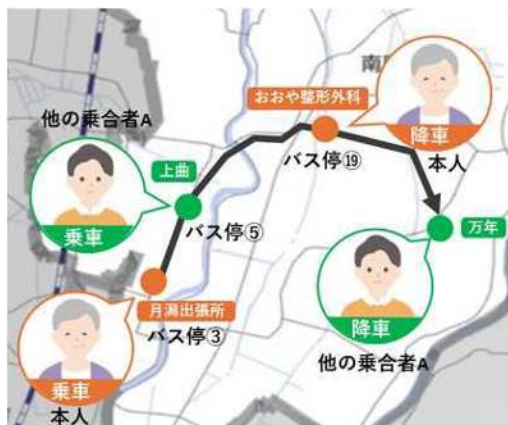 南
おおや整形外科
降車
本人
バス停⑲
他の乗合者A
上曲
乗車
バス停⑤
万年
月潟出張所
バス停③
降車
他の乗合者A
乗車
本人